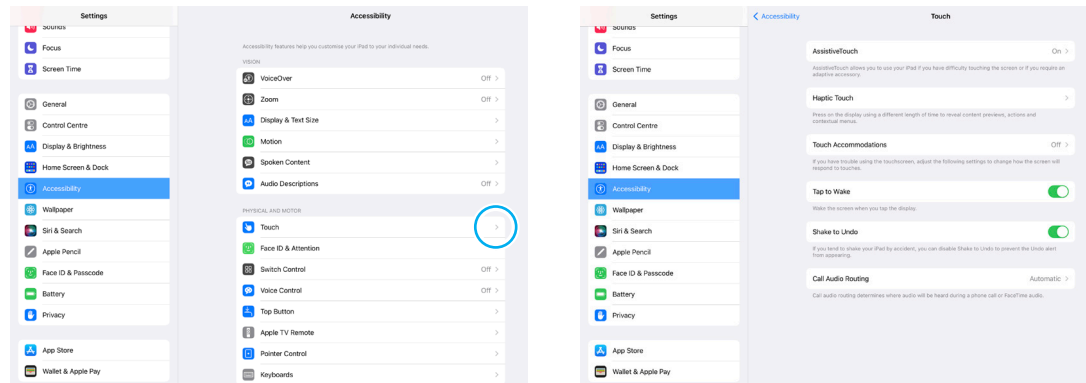 Settings
Sounds
Focus
Screen Time
General
Control Centre
Display & Brightness
Home Screen & Dock
Accessibility
Wallpaper
Siri & Search
Apple Pencil
Face ID & Passcode
Battery
Privacy
App Store
Wallet & Apple Pay
Accessibility
Accessibility features help you customise your iPad to your individual needs.
VISION
VoiceOver Off
Zoom Off
Display & Text Size
Motion
Spoken Content
Audio Descriptions Off
PHYSICAL AND MOTOR
Touch
Face ID & Attention
Switch Control Off
Voice Control Off
Top Button
Apple TV Remote
Pointer Control
Keyboards
Settings
Sounds
Focus
Screen Time
General
Control Centre
Display & Brightness
Home Screen & Dock
Accessibility
Wallpaper
Siri & Search
Apple Pencil
Face ID & Passcode
Battery
Privacy
App Store
Wallet & Apple Pay
Accessibility Touch
AssistiveTouch On
AssistiveTouch allows you to use your iPad if you have difficulty touching the screen or if you require an
adaptive accessory.
Haptic Touch
Press on the display using a different length of time to reveal content previews, actions and
contextual menus.
Touch Accommodations Off
If you have trouble using the touchscreen, adjust the following settings to change how the screen will
respond to touches.
Tap to Wake
Wake the screen when you tap the display.
Shake to Undo
If you tend to shake your iPad by accident, you can disable Shake to Undo to prevent the Undo alert
from appearing.
Call Audio Routing Automatic
Call audio routing determines where audio will be heard during a phone call or FaceTime audio.